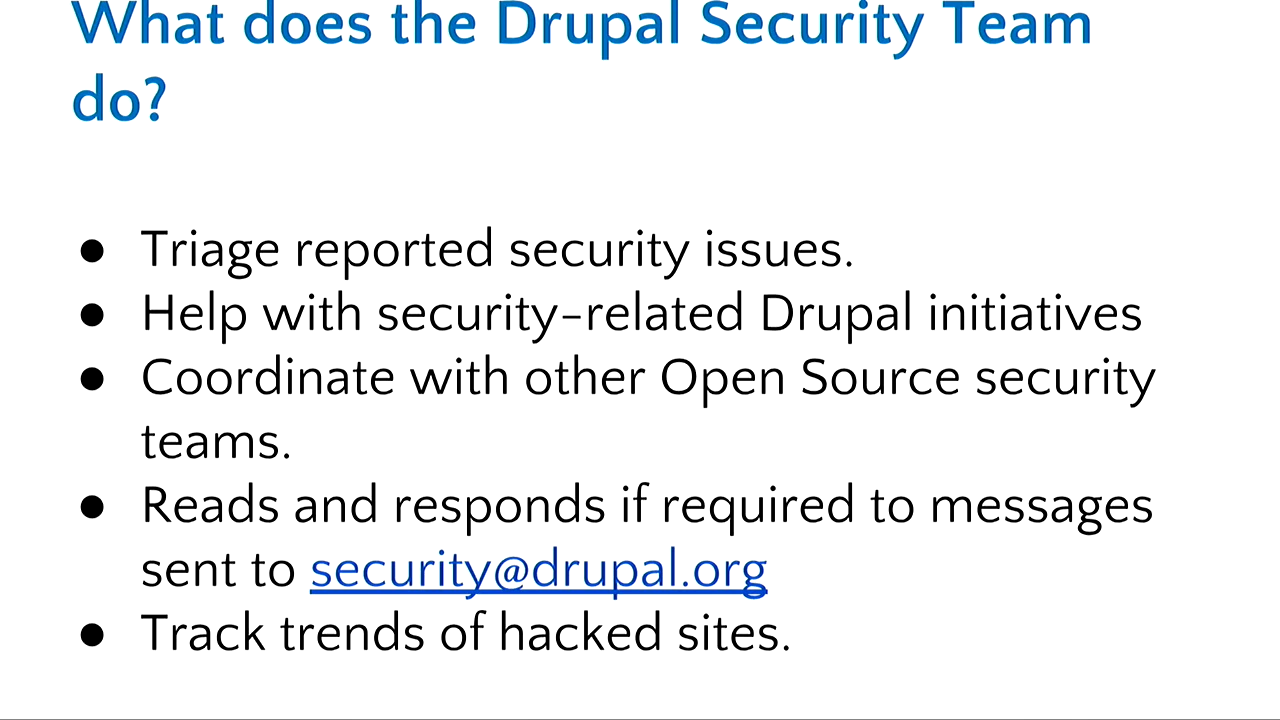 What does the Drupal Security Team
do?
● Triage reported security issues.
● Help with security-related Drupal initiatives
● Coordinate with other Open Source security
teams.
● Reads and responds if required to messages
sent to security@drupal.org
● Track trends of hacked sites.